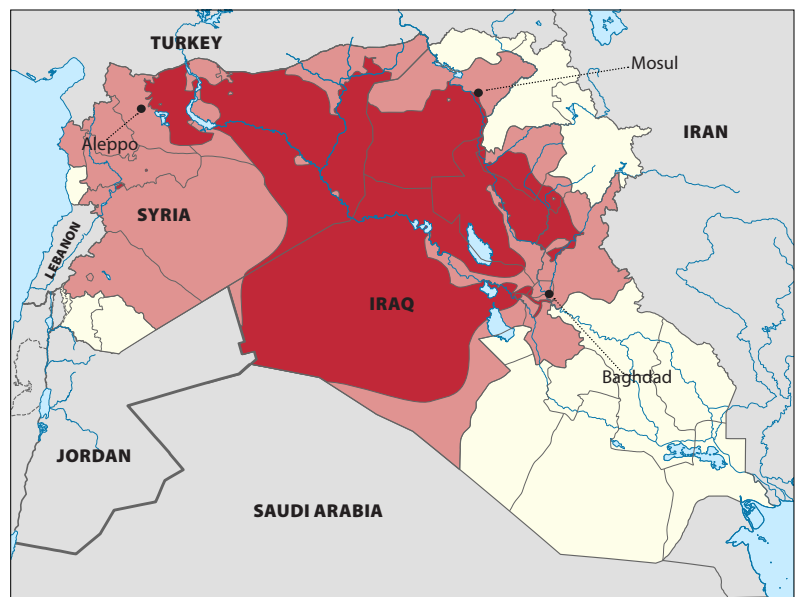 TURKEY
Mosul
IRAN
Aleppo
SYRIA
LEBANON
IRAQ
Baghdad
JORDAN
SAUDI ARABIA